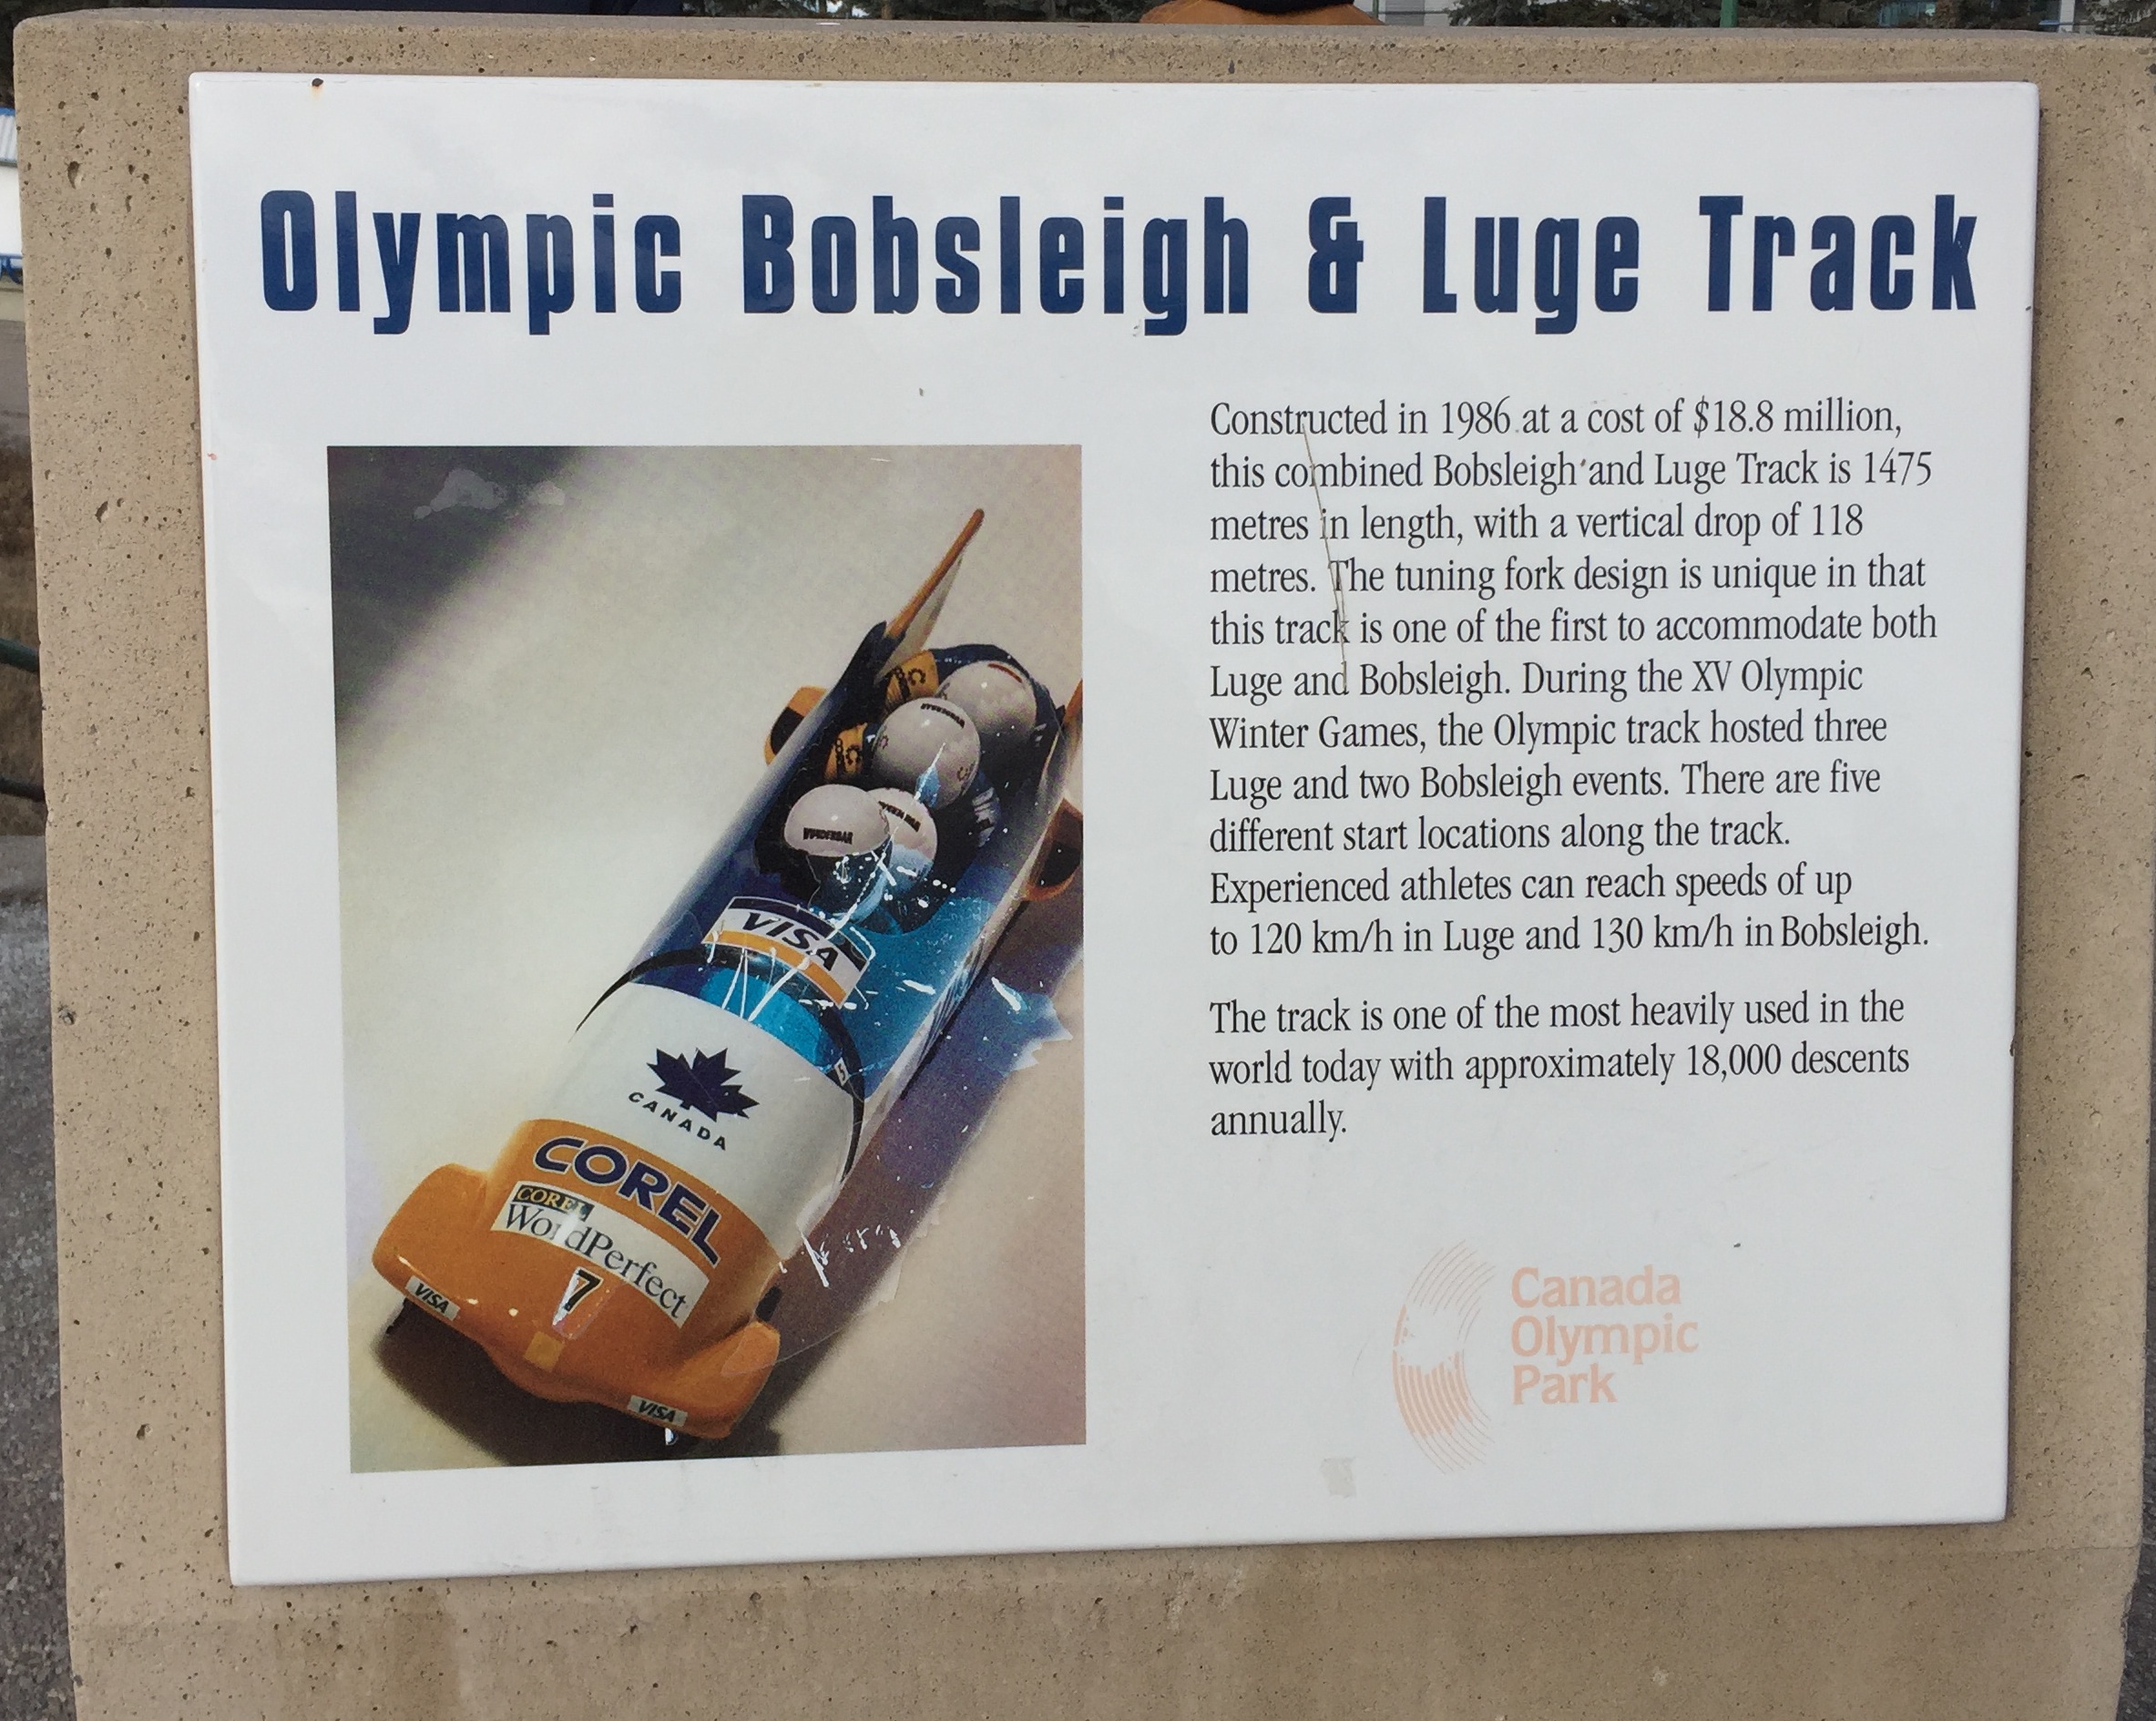 Olympic Bobsleigh & Luge Track
Constructed in 1986 at a cost of $18.8 million,
this combined Bobsleigh and Luge Track is 1475
metres in length, with a vertical drop of 118
metres. The tuning fork design is unique in that
this track is one of the first to accommodate both
Luge and Bobsleigh. During the XV Olympic
Winter Games, the Olympic track hosted three
Luge and two Bobsleigh events. There are five
different start locations along the track.
Experienced athletes can reach speeds of up
to 120 km/h in Luge and 130 km/h in Bobsleigh.
The track is one of the most heavily used in the
world today with approximately 18,000 descents
annually.
VISA
CANADA
COREL
COREL
WordPerfect
7
VISA
VISA
Canada
Olympic
Park